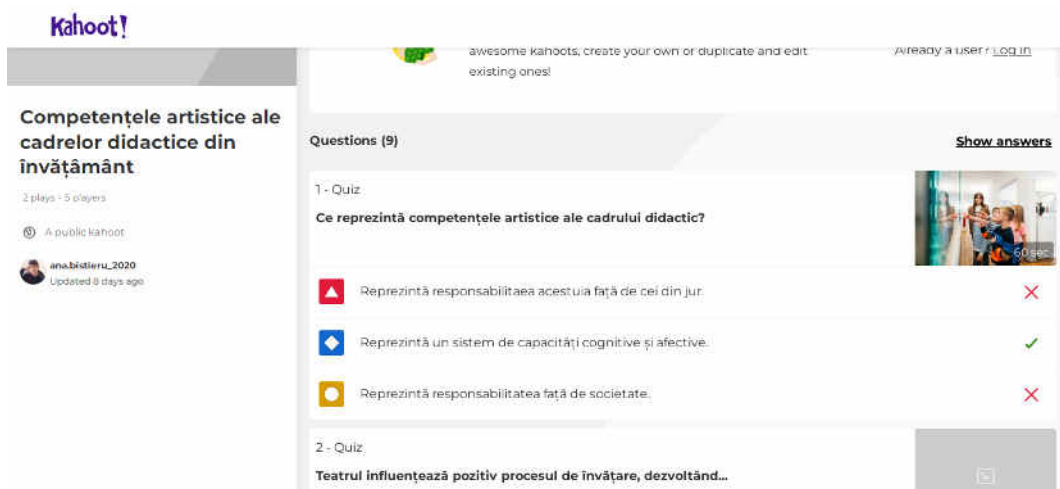 Kahoot!
awesome kahoots, create your own or duplicate and edit
existing ones!
Already a user? Log in
Competențele artistice ale
cadrelor didactice din
învățâmânt
2 plays · 5 players
A public kahoot
ana.bistieru_2020
Updated 8 days ago
Questions (9)
Show answers
1 - Quiz
Ce reprezintă competențele artistice ale cadrului didactic?
60 sec
Reprezintă responsabilitaea acestuia față de cei din jur.
Reprezintă un sistem de capacități cognitive și afective.
Reprezintă responsabilitatea față de societate.
2 - Quiz
Teatrul influențează pozitiv procesul de învățare, dezvoltând...